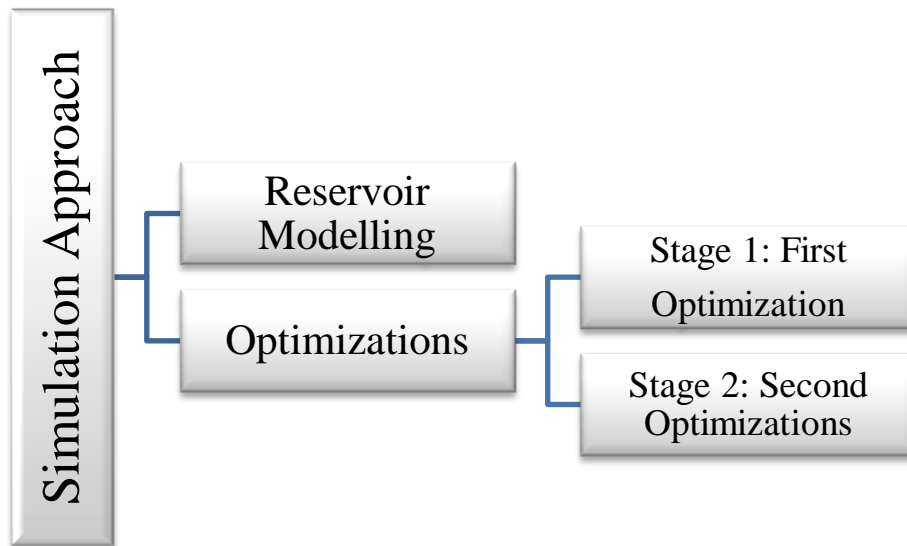 Simulation Approach
Reservoir
Modelling
Optimizations
Stage 1: First
Optimization
Stage 2: Second
Optimizations